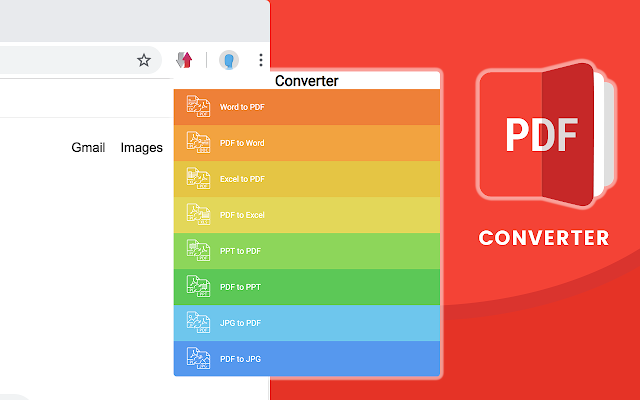 Gmail Images
Converter
Word to PDF
PDF to Word
Excel to PDF
PDF to Excel
PPT to PDF
PDF to PPT
JPG to PDF
PDF to JPG
PDF
CONVERTER